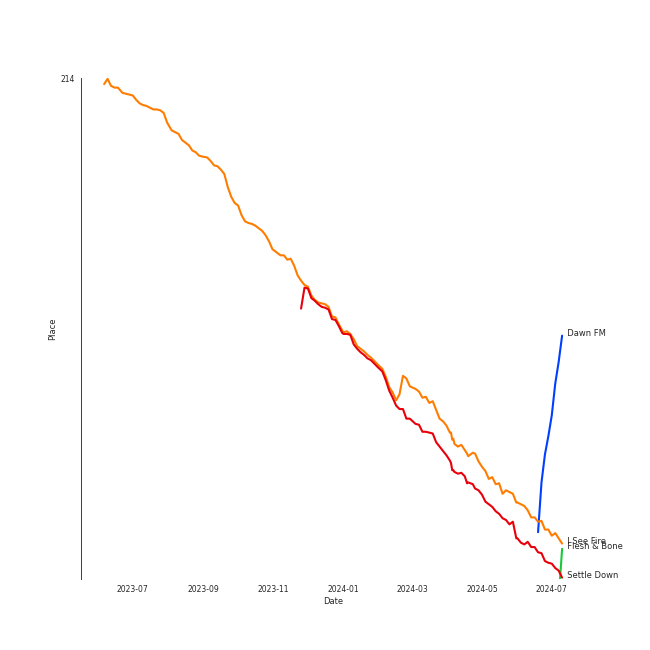 214
Place
Dawn FM
I See Fire
Flesh & Bone
Settle Down
2023-07 2023-09 2023-11 2024-01 2024-03 2024-05 2024-07
Date